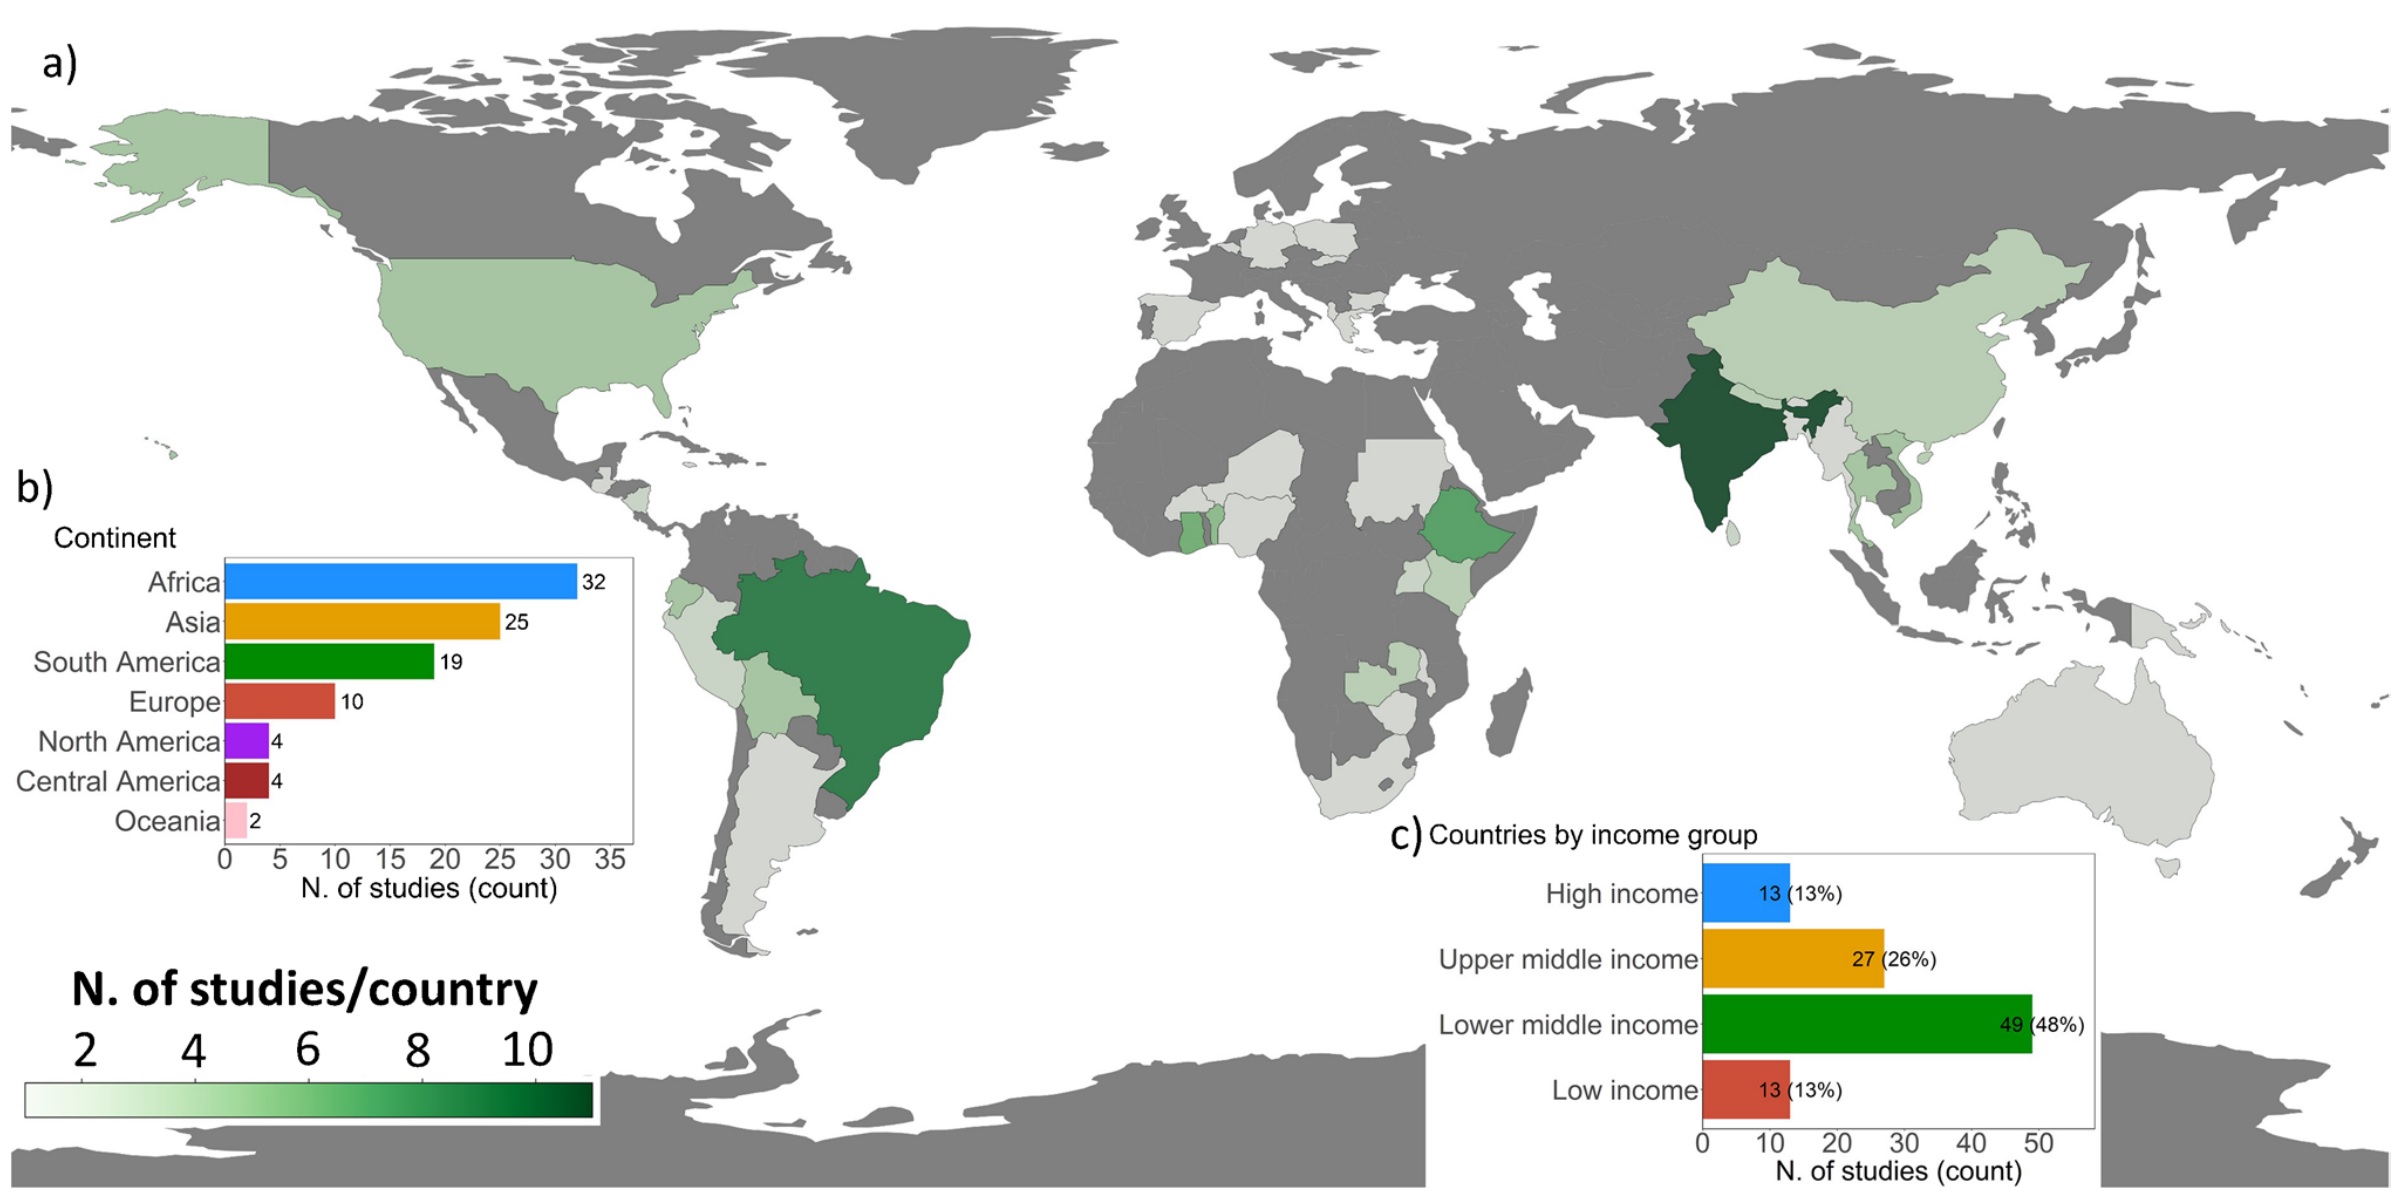 a)
b)
Continent
Africa 32
Asia 25
South America 19
Europe 10
North America 4
Central America 4
Oceania 2
0 5 10 15 20 25 30 35
N. of studies (count)
N. of studies/country
2 4 6 8 10
c) Countries by income group
High income 13 (13%)
Upper middle income 27 (26%)
Lower middle income 49 (48%)
Low income 13 (13%)
0 10 20 30 40 50
N. of studies (count)